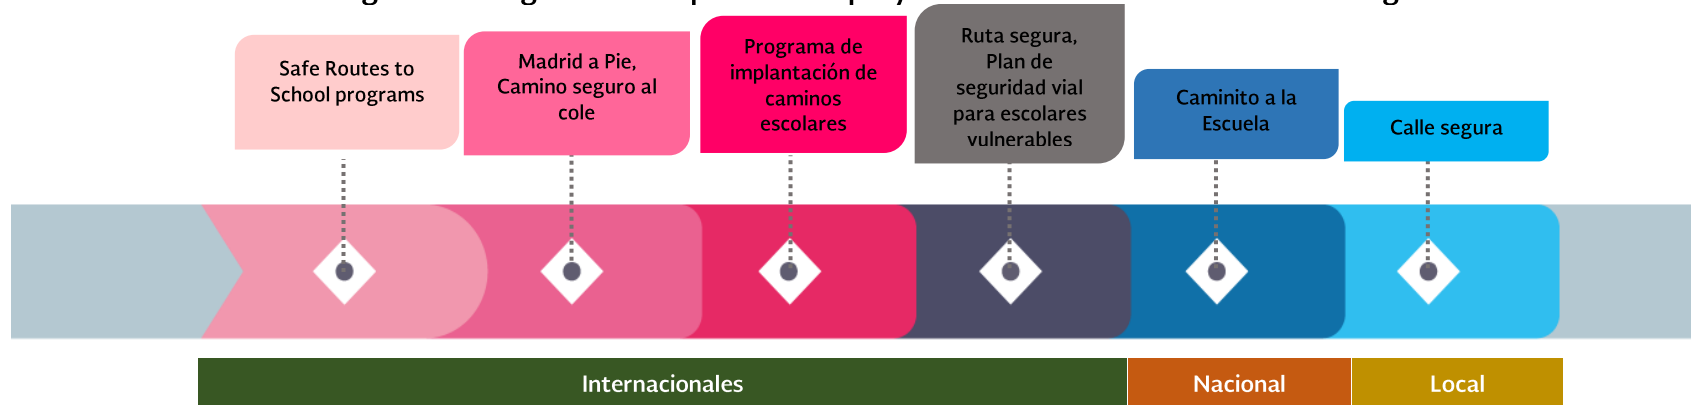 Safe Routes to
School programs
Madrid a Pie,
Camino seguro al
cole
Programa de
implantación de
caminos
escolares
Ruta segura,
Plan de
seguridad vial
para escolares
vulnerables
Caminito a la
Escuela
Calle segura
Internacionales
Nacional
Local